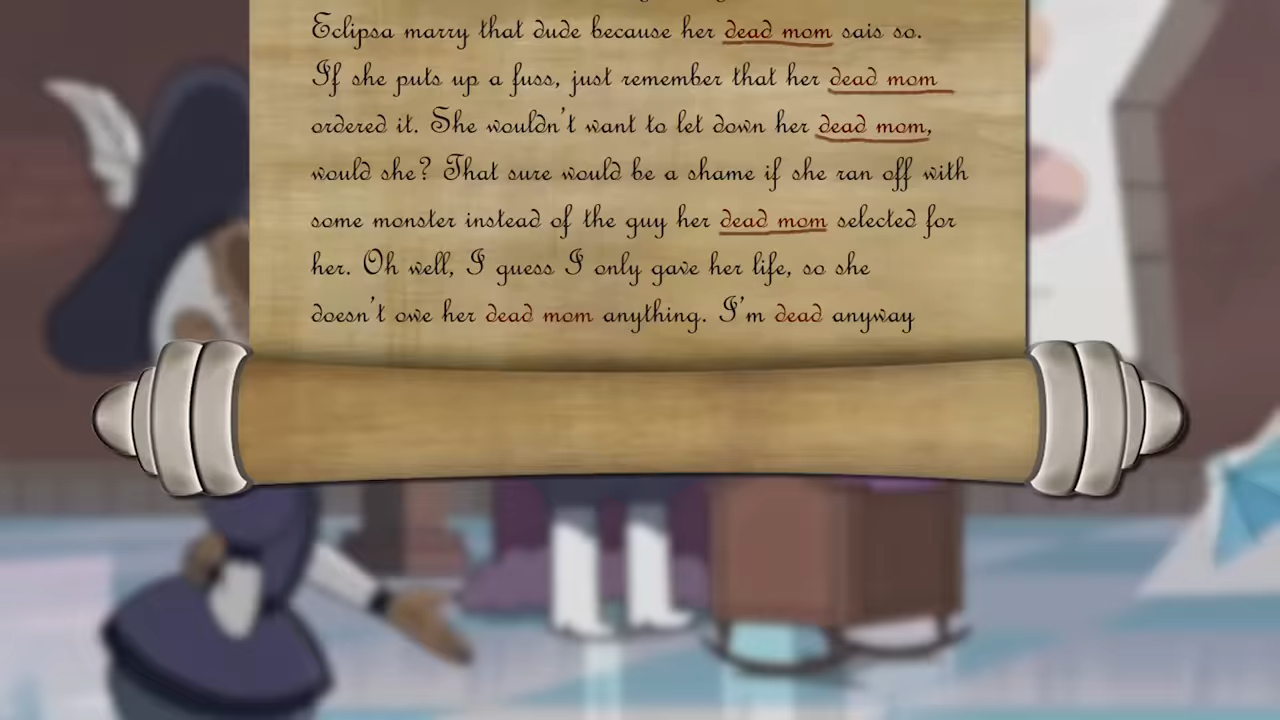 Eclipsa marry that dude because her dead mom sais so.
If she puts up a fuss, just remember that her dead mom
ordered it. She wouldn't want to let down her dead mom,
would she? That sure would be a shame if she ran off with
some monster instead of the guy her dead mom selected for
her. Oh well, I guess I only gave her life, so she
doesn't owe her dead mom anything. I'm dead anyway